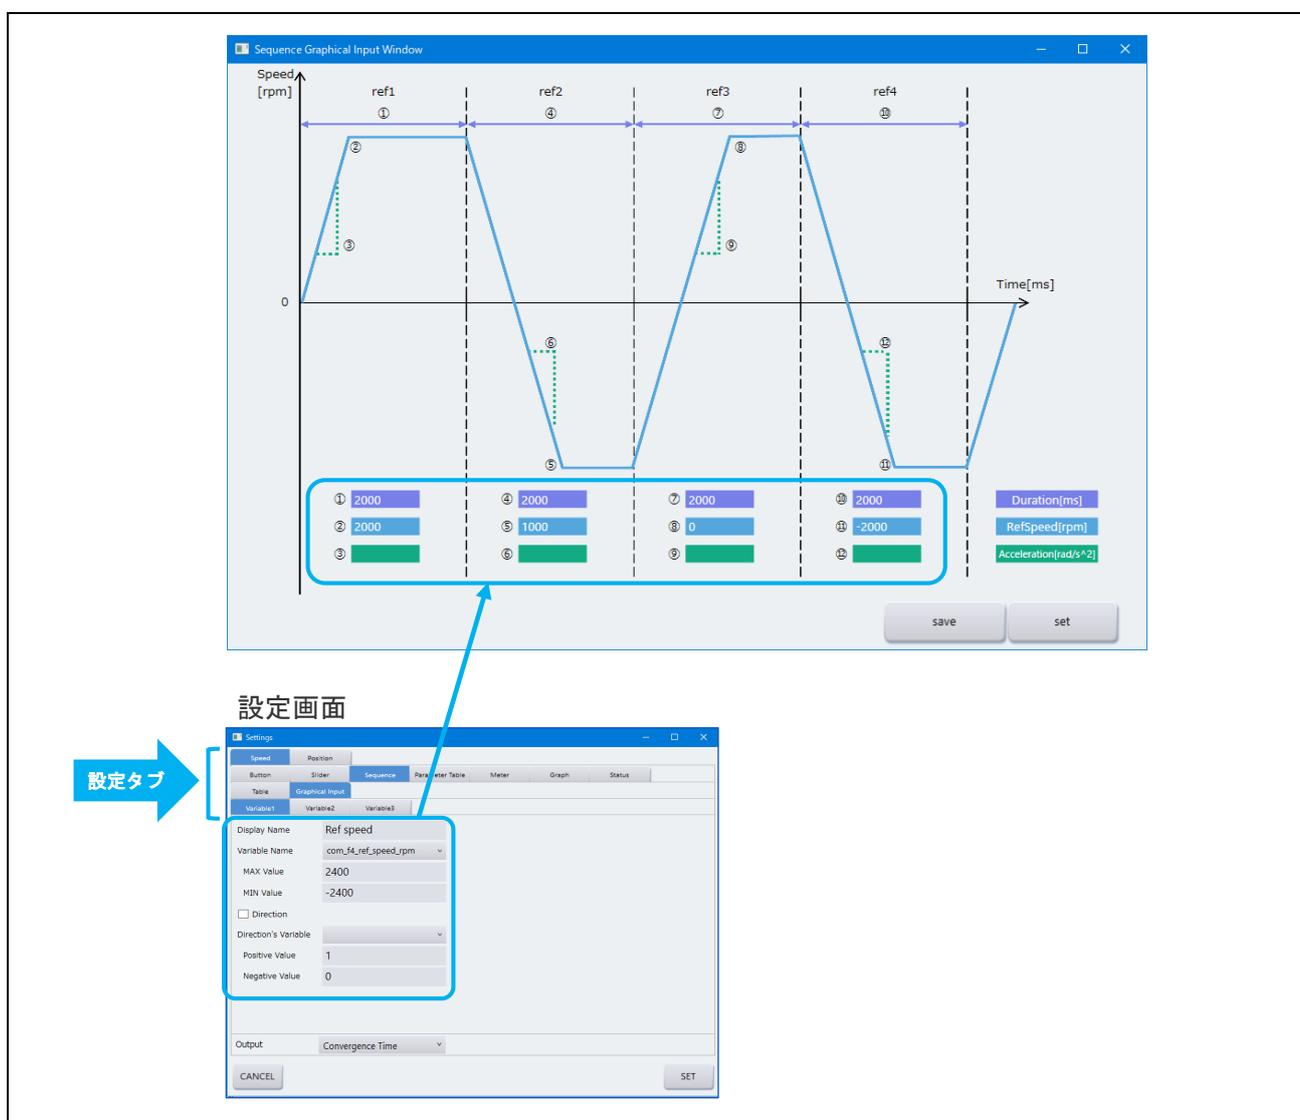 Sequence Graphical Input Window
Speed
[rpm]
ref1
ref2
ref3
ref4
①
④
⑦
⑩
②
⑧
③
⑨
Time[ms]
0
⑥
⑫
⑤
⑪
① 2000
④ 2000
⑦ 2000
⑩ 2000
Duration[ms]
② 2000
⑤ 1000
⑧ 0
⑪ -2000
RefSpeed[rpm]
③
⑥
⑨
⑫
Acceleration[rad/s^2]
save
set
設定画面
設定タブ
Settings
Speed
Position
Button
Slider
Sequence
Parameter Table
Meter
Graph
Status
Table
Graphical Input
Variable1
Variable2
Variable3
Display Name
Ref speed
Variable Name
com_f4_ref_speed_rpm
MAX Value
2400
MIN Value
-2400
Direction
Direction's Variable
Positive Value
1
Negative Value
0
Output
Convergence Time
CANCEL
SET